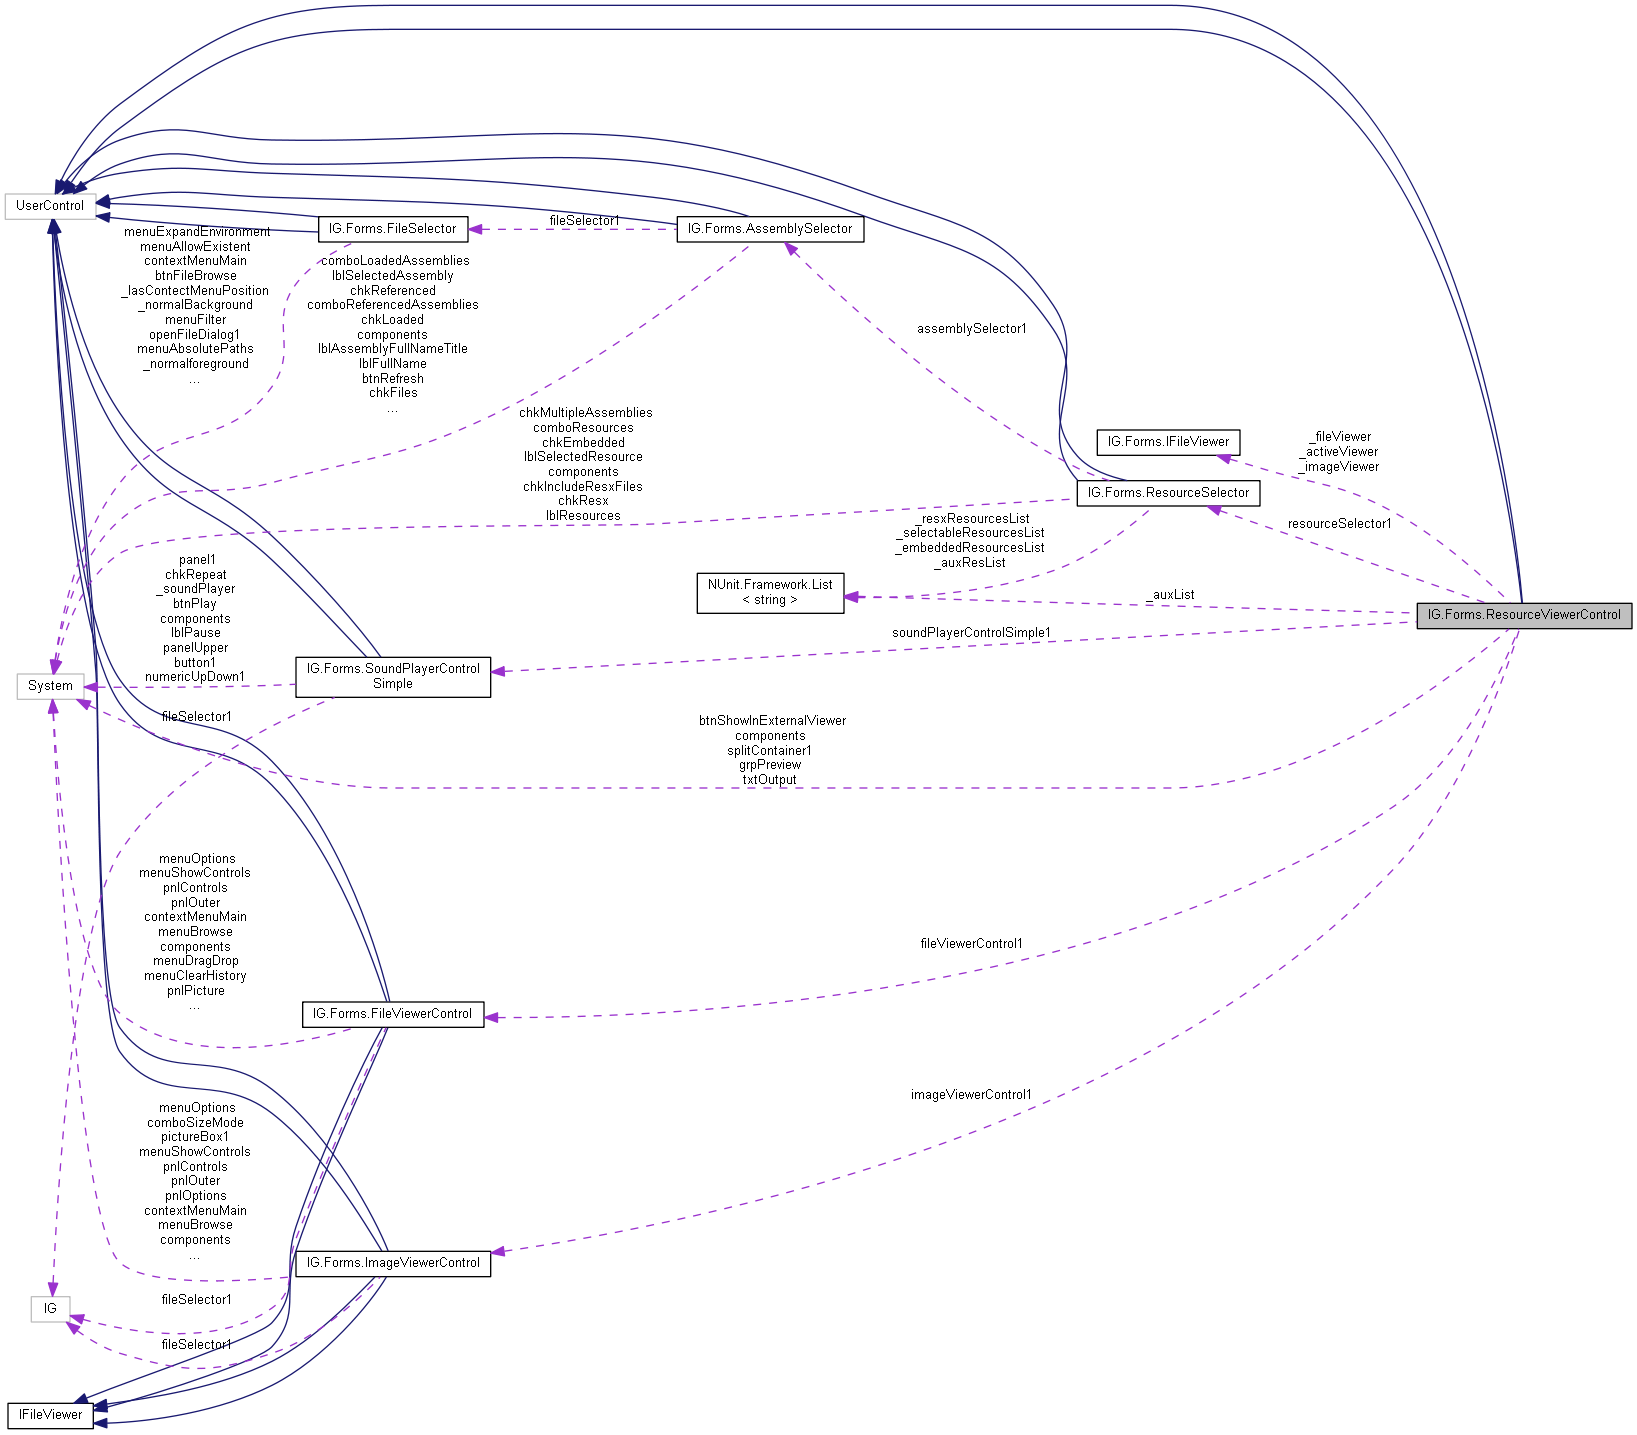 UserControl
IG.Forms.FileSelector
fileSelector1
IG.Forms.AssemblySelector
menuExpandEnvironment
menuAllowExistent
contextMenuMain
btnFileBrowse
_lasContectMenuPosition
_normalBackground
menuFilter
openFileDialog1
menuAbsolutePaths
_normalforeground
...
comboLoadedAssemblies
lblSelectedAssembly
chkReferenced
comboReferencedAssemblies
chkLoaded
components
lblAssemblyFullNameTitle
lblFullName
btnRefresh
chkFiles
...
assemblySelector1
chkMultipleAssemblies
comboResources
chkEmbedded
lblSelectedResource
components
chkIncludeResxFiles
chkResx
lblResources
IG.Forms.IFileViewer
_fileViewer
_activeViewer
_imageViewer
IG.Forms.ResourceSelector
resourceSelector1
_resxResourcesList
_selectableResourcesList
_embeddedResourcesList
_auxResList
NUnit.Framework.List
< string >
_auxList
IG.Forms.ResourceViewerControl
panel1
chkRepeat
_soundPlayer
btnPlay
components
lblPause
panelUpper
button1
numericUpDown1
soundPlayerControlSimple1
IG.Forms.SoundPlayerControl
Simple
System
fileSelector1
btnShowInExternalViewer
components
splitContainer1
grpPreview
txtOutput
menuOptions
menuShowControls
pnlControls
pnlOuter
contextMenuMain
menuBrowse
components
menuDragDrop
menuClearHistory
pnlPicture
...
fileViewerControl1
IG.Forms.FileViewerControl
imageViewerControl1
menuOptions
comboSizeMode
pictureBox1
menuShowControls
pnlControls
pnlOuter
pnlOptions
contextMenuMain
menuBrowse
components
...
IG.Forms.ImageViewerControl
fileSelector1
IG
fileSelector1
IFileViewer